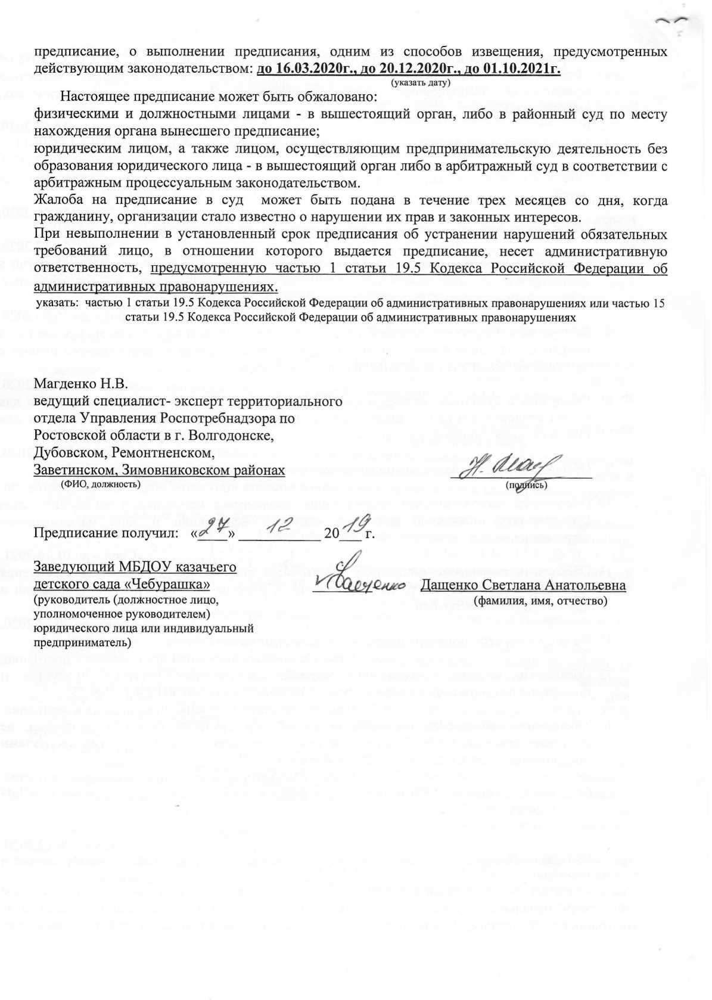 предписание, о выполнении предписания, одним из способов извещения, предусмотренных
действующим законодательством: до 16.03.2020г., до 20.12.2020г., до 01.10.2021г.
(указать дату)
Настоящее предписание может быть обжаловано:
физическими и должностными лицами - в вышестоящий орган, либо в районный суд по месту
нахождения органа вынесшего предписание;
юридическим лицом, а также лицом, осуществляющим предпринимательскую деятельность без
образования юридического лица - в вышестоящий орган либо в арбитражный суд в соответствии с
арбитражным процессуальным законодательством.
Жалоба на предписание в суд может быть подана в течение трех месяцев со дня, когда
гражданину, организации стало известно о нарушении их прав и законных интересов.
При невыполнении в установленный срок предписания об устранении нарушений обязательных
требований лицо, в отношении которого выдается предписание, несет административную
ответственность, предусмотренную частью 1 статьи 19.5 Кодекса Российской Федерации об
административных правонарушениях.
указать: частью 1 статьи 19.5 Кодекса Российской Федерации об административных правонарушениях или частью 15
статьи 19.5 Кодекса Российской Федерации об административных правонарушениях
Магденко Н.В.
ведущий специалист- эксперт территориального
отдела Управления Роспотребнадзора по
Ростовской области в г. Волгодонске,
Дубовском, Ремонтненском,
Заветинском, Зимовниковском районах
(ФИО, должность) (подпись)
Предписание получил: «27» 12 2019 г.
Заведующий МБДОУ казачьего
детского сада «Чебурашка» Дащенко Дащенко Светлана Анатольевна
(руководитель (должностное лицо, (фамилия, имя, отчество)
уполномоченное руководителем)
юридического лица или индивидуальный
предприниматель)